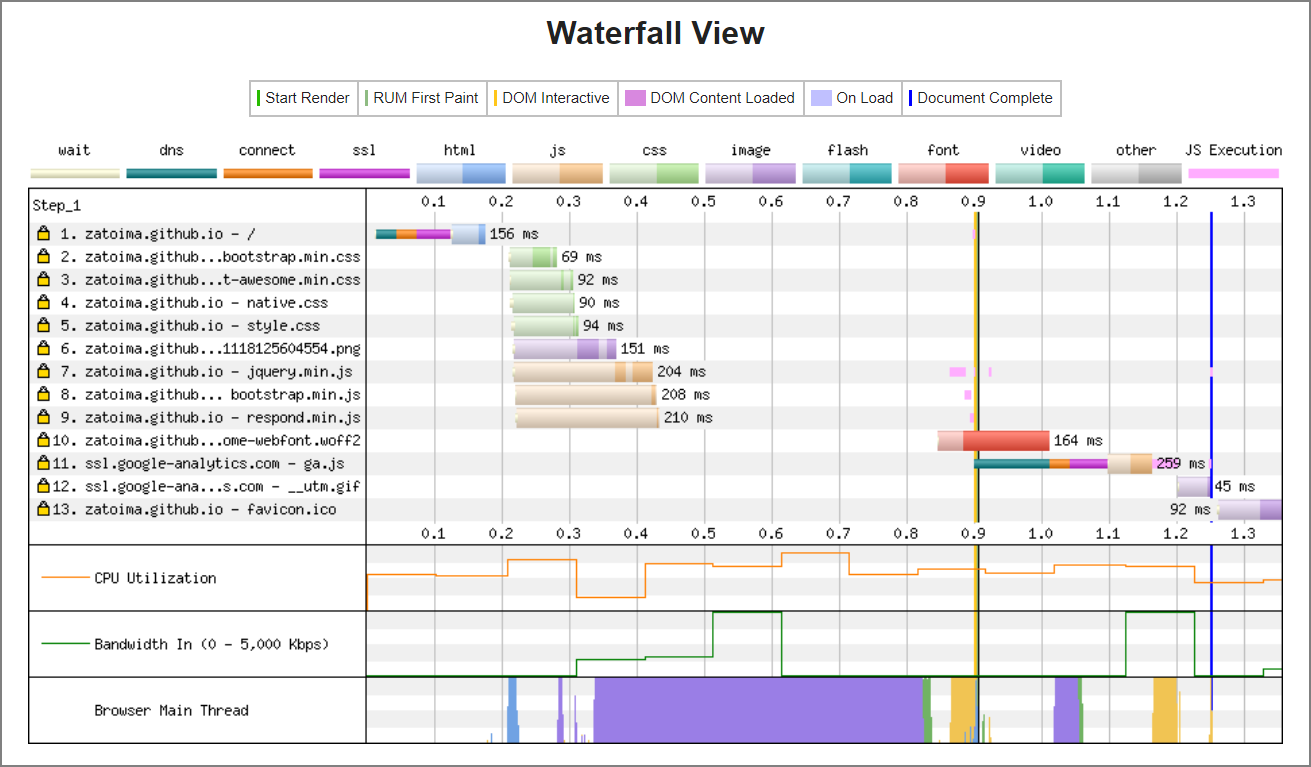 Waterfall View
Start Render RUM First Paint DOM Interactive DOM Content Loaded On Load Document Complete
wait dns connect ssl html js css image flash font video other JS Execution
Step_1 0.1 0.2 0.3 0.4 0.5 0.6 0.7 0.8 0.9 1.0 1.1 1.2 1.3
1. zatoima.github.io - / 156 ms
2. zatoima.github...bootstrap.min.css 69 ms
3. zatoima.github...t-awesome.min.css 92 ms
4. zatoima.github.io - native.css 90 ms
5. zatoima.github.io - style.css 94 ms
6. zatoima.github...1118125604554.png 151 ms
7. zatoima.github.io - jquery.min.js 204 ms
8. zatoima.github... bootstrap.min.js 208 ms
9. zatoima.github.io - respond.min.js 210 ms
10. zatoima.github...ome-webfont.woff2 164 ms
11. ssl.google-analytics.com - ga.js 259 ms
12. ssl.google-ana...s.com - __utm.gif 45 ms
13. zatoima.github.io - favicon.ico 92 ms
0.1 0.2 0.3 0.4 0.5 0.6 0.7 0.8 0.9 1.0 1.1 1.2 1.3
CPU Utilization
Bandwidth In (0 - 5,000 Kbps)
Browser Main Thread